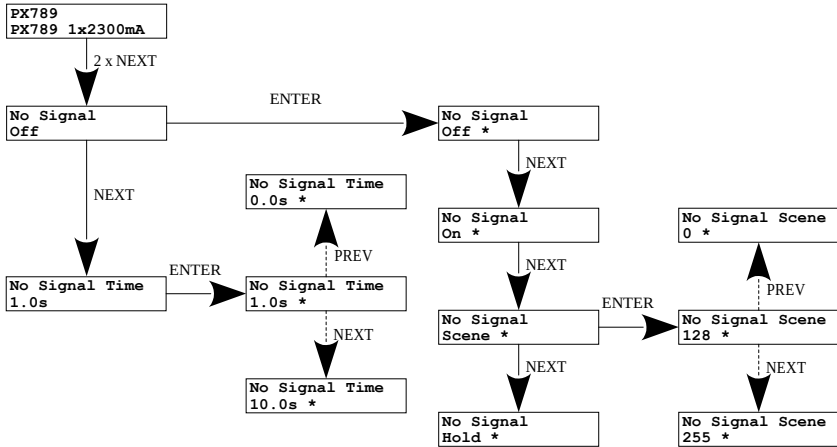 PX789
PX789 1x2300mA
2 x NEXT
No Signal
Off
ENTER
No Signal
Off *
NEXT
NEXT
No Signal Time
0.0s *
No Signal
On *
No Signal Scene
0 *
PREV
NEXT
PREV
No Signal Time
1.0s
ENTER
No Signal Time
1.0s *
No Signal
Scene *
ENTER
No Signal Scene
128 *
NEXT
NEXT
NEXT
No Signal Time
10.0s *
No Signal
Hold *
No Signal Scene
255 *